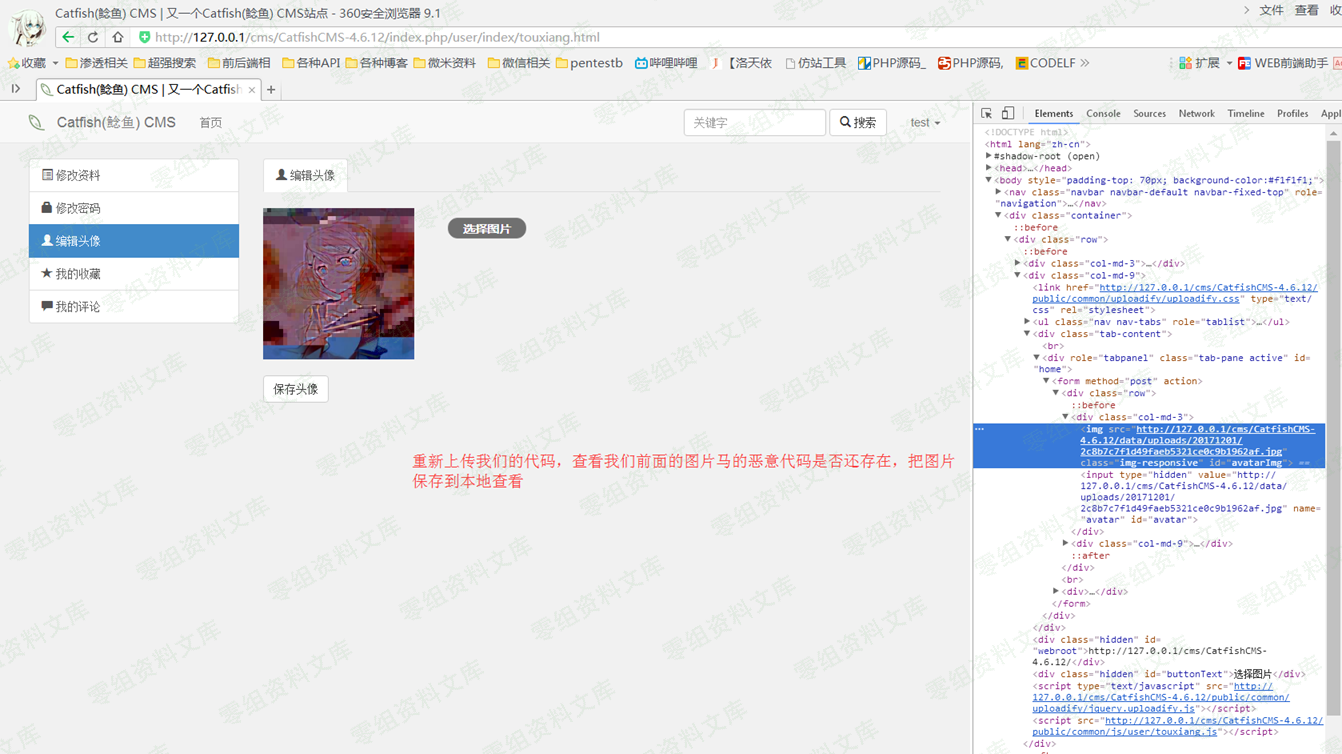 Catfish(鲶鱼) CMS | 又一个Catfish(鲶鱼) CMS站点 - 360安全浏览器 9.1
文件 查看 收
http://127.0.0.1/cms/CatfishCMS-4.6.12/index.php/user/index/touxiang.html
收藏 渗透相关 超强搜索 前后端相 各种API 各种博客 微米资料 微信相关 pentestb 哔哩哔哩 【洛天依 仿站工具 PHP源码_ PHP源码, CODELF » 扩展 WEB前端助手
Catfish(鲶鱼) CMS | 又一个Catfish
Catfish(鲶鱼) CMS 首页 关键字 搜索 test
修改资料
修改密码
编辑头像
我的收藏
我的评论
编辑头像
选择图片
保存头像
重新上传我们的代码，查看我们前面的图片马的恶意代码是否还存在，把图片
保存到本地查看
Elements Console Sources Network Timeline Profiles Appl
<!DOCTYPE html>
<html lang="zh-cn">
#shadow-root (open)
<head>…</head>
<body style="padding-top: 70px; background-color:#f1f1f1;">
<nav class="navbar navbar-default navbar-fixed-top" role=
"navigation">…</nav>
<div class="container">
::before
<div class="row">
::before
<div class="col-md-3">…</div>
<div class="col-md-9">
<link href="http://127.0.0.1/cms/CatfishCMS-4.6.12/
public/common/uploadify/uploadify.css" type="text/
css" rel="stylesheet">
<ul class="nav nav-tabs" role="tablist">…</ul>
<div class="tab-content">
<br>
<div role="tabpanel" class="tab-pane active" id=
"home">
<form method="post" action>
<div class="row">
::before
<div class="col-md-3">
<img src="http://127.0.0.1/cms/CatfishCMS-
4.6.12/data/uploads/20171201/
2c8b7c7f1d49faeb5321ce0c9b1962af.jpg"
class="img-responsive" id="avatarImg"> ==
<input type="hidden" value="http://
127.0.0.1/cms/CatfishCMS-4.6.12/data/
uploads/20171201/
2c8b7c7f1d49faeb5321ce0c9b1962af.jpg" name=
"avatar" id="avatar">
</div>
<div class="col-md-9">…</div>
::after
</div>
<br>
<div>…</div>
</form>
</div>
</div>
<div class="hidden" id=
"webroot">http://127.0.0.1/cms/CatfishCMS-
4.6.12/</div>
<div class="hidden" id="buttonText">选择图片</div>
<script type="text/javascript" src="http://
127.0.0.1/cms/CatfishCMS-4.6.12/public/common/
uploadify/jquery.uploadify.js"></script>
<script src="http://127.0.0.1/cms/CatfishCMS-4.6.12/
public/common/js/user/touxiang.js"></script>
</div>
零组资料文库